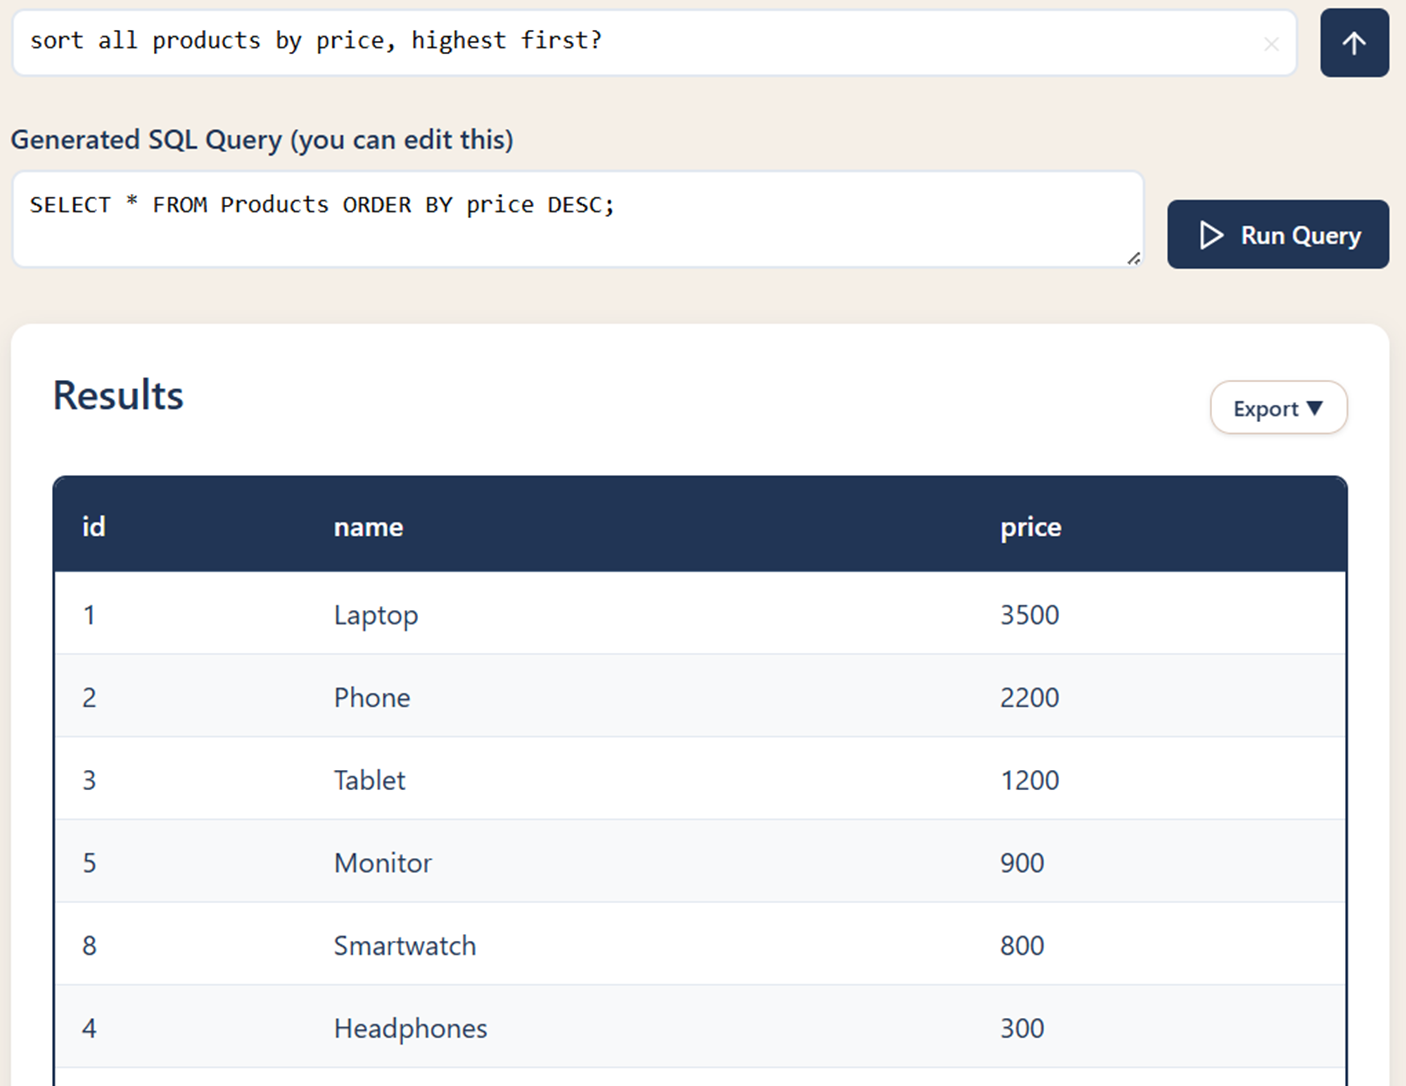 sort all products by price, highest first?
Generated SQL Query (you can edit this)
SELECT * FROM Products ORDER BY price DESC;
Run Query
Results
Export ▼
id name price
1 Laptop 3500
2 Phone 2200
3 Tablet 1200
5 Monitor 900
8 Smartwatch 800
4 Headphones 300